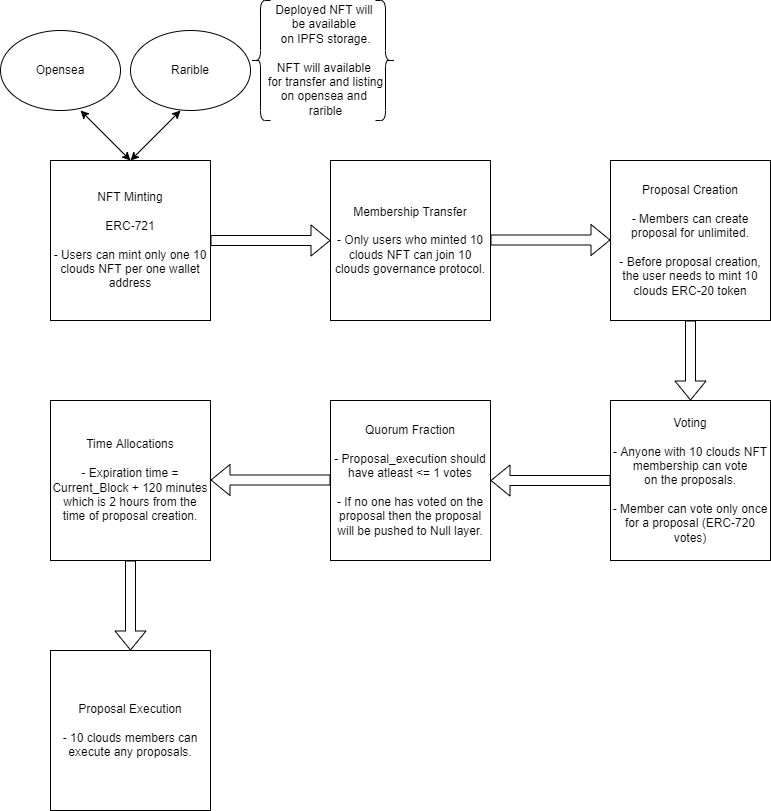 Opensea
Rarible
Deployed NFT will
be available
on IPFS storage.
NFT will available
for transfer and listing
on opensea and
rarible
NFT Minting
ERC-721
- Users can mint only one 10
clouds NFT per one wallet
address
Membership Transfer
- Only users who minted 10
clouds NFT can join 10
clouds governance protocol.
Proposal Creation
- Members can create
proposal for unlimited.
- Before proposal creation,
the user needs to mint 10
clouds ERC-20 token
Time Allocations
- Expiration time =
Current_Block + 120 minutes
which is 2 hours from the
time of proposal creation.
Quorum Fraction
- Proposal_execution should
have atleast <= 1 votes
- If no one has voted on the
proposal then the proposal
will be pushed to Null layer.
Voting
- Anyone with 10 clouds NFT
membership can vote
on the proposals.
- Member can vote only once
for a proposal (ERC-720
votes)
Proposal Execution
- 10 clouds members can
execute any proposals.